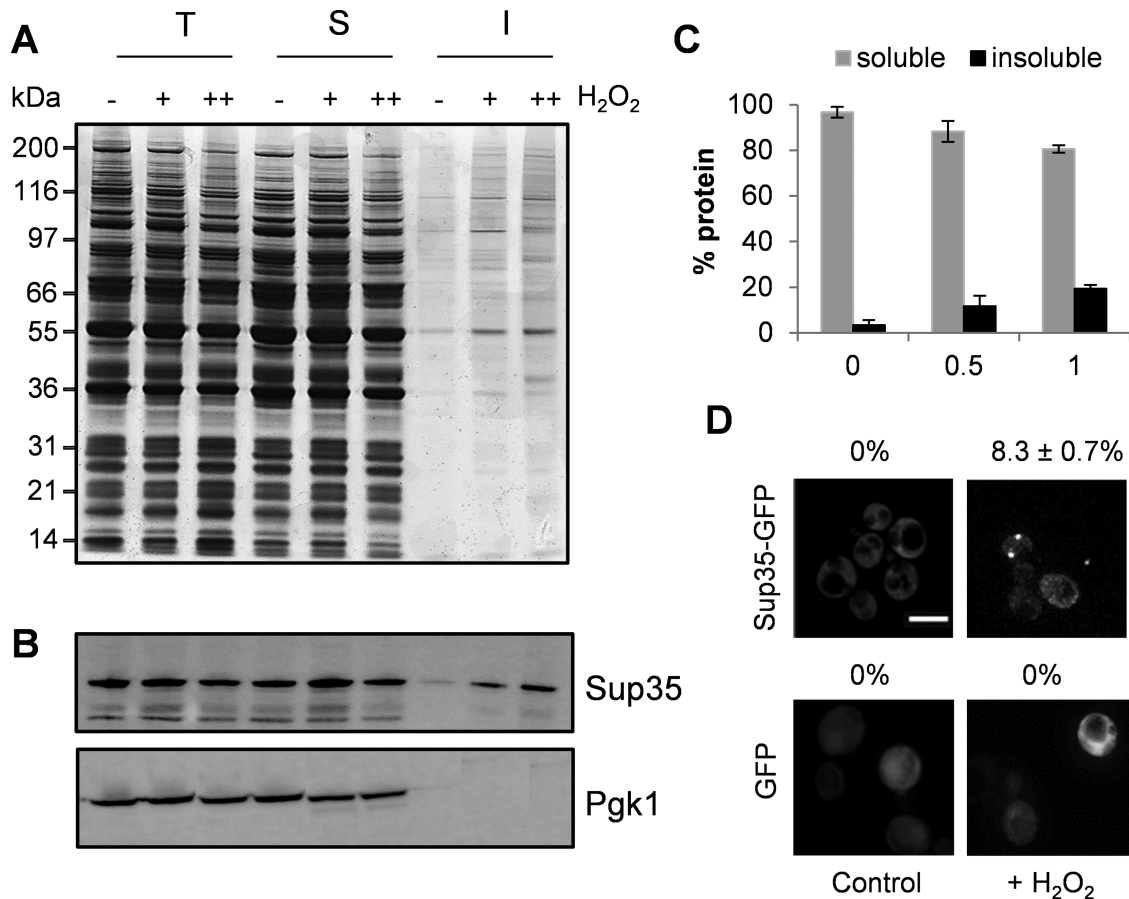 A
T S I
kDa - + ++ - + ++ - + ++ H₂O₂
200
116
97
66
55
36
31
21
14
B
Sup35
Pgk1
C
soluble insoluble
% protein
100
80
60
40
20
0
0 0.5 1
D
0% 8.3 ± 0.7%
Sup35-GFP
0% 0%
GFP
Control + H₂O₂